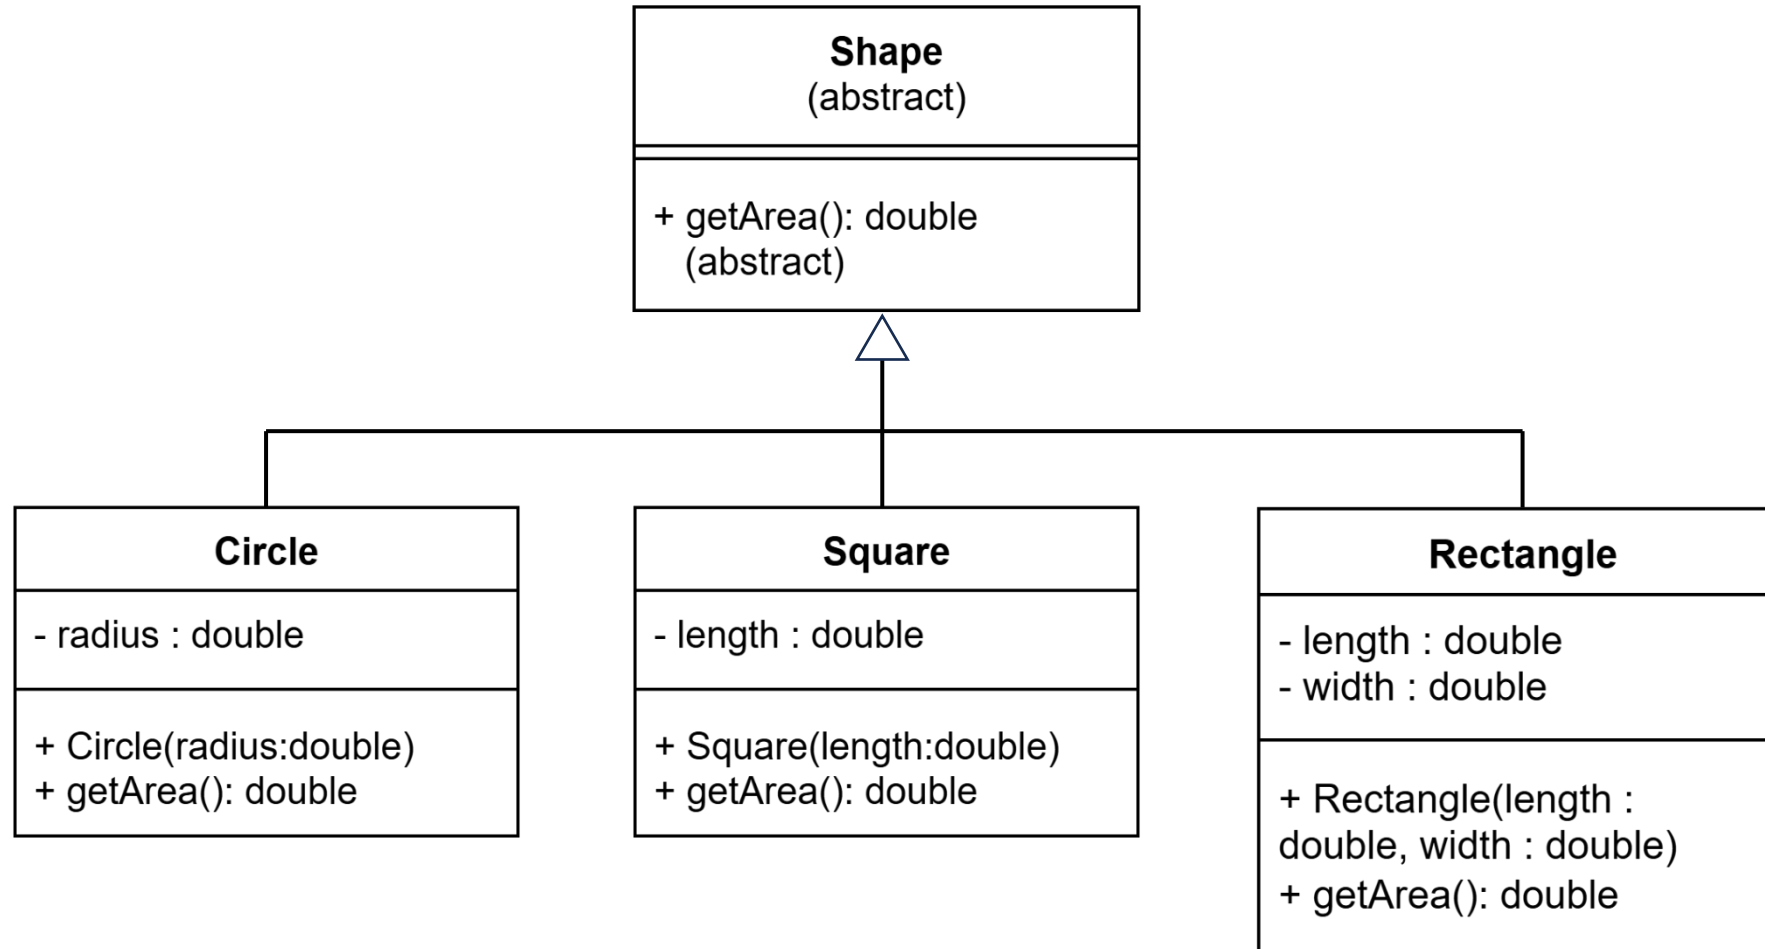 Shape
(abstract)
+ getArea(): double
(abstract)
Circle
- radius : double
+ Circle(radius:double)
+ getArea(): double
Square
- length : double
+ Square(length:double)
+ getArea(): double
Rectangle
- length : double
- width : double
+ Rectangle(length :
double, width : double)
+ getArea(): double